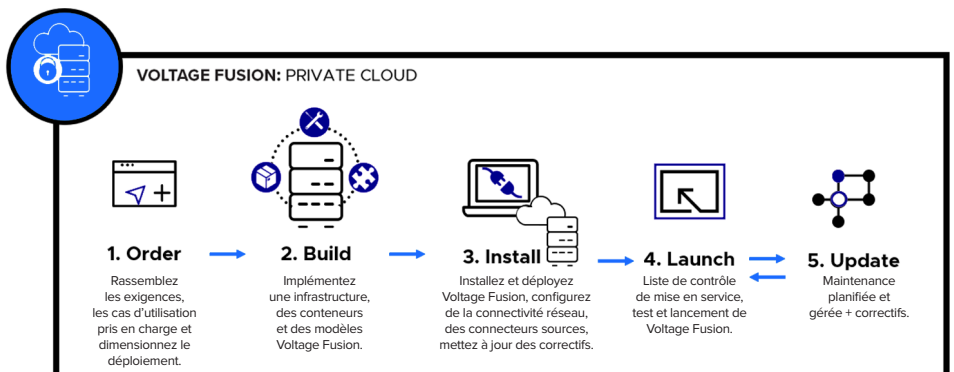 VOLTAGE FUSION: PRIVATE CLOUD
1. Order
Rassemblez
les exigences,
les cas d'utilisation
pris en charge et
dimensionnez le
déploiement.
2. Build
Implémentez
une infrastructure,
des conteneurs
et des modèles
Voltage Fusion.
3. Install
Installez et déployez
Voltage Fusion, configurez
de la connectivité réseau,
des connecteurs sources,
mettez à jour des correctifs.
4. Launch
Liste de contrôle
de mise en service,
test et lancement de
Voltage Fusion.
5. Update
Maintenance
planifiée et
gérée + correctifs.